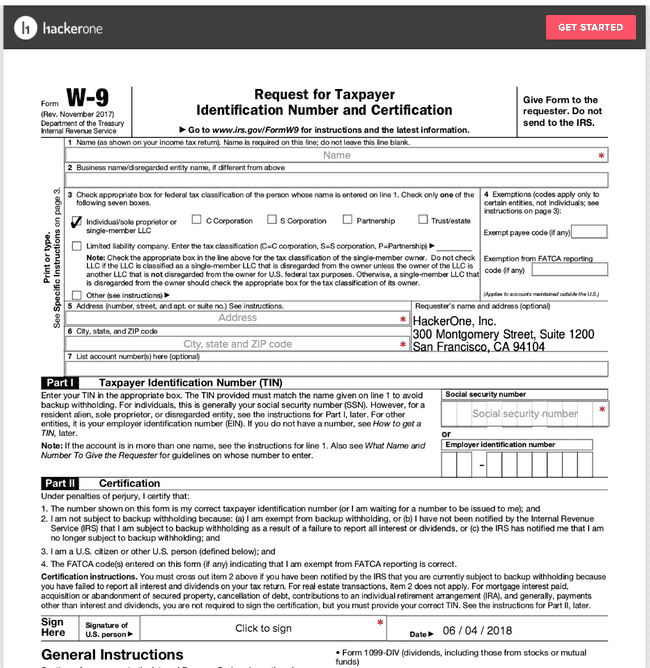 hackerone
GET STARTED
Form W-9
(Rev. November 2017)
Department of the Treasury
Internal Revenue Service
Request for Taxpayer
Identification Number and Certification
▶ Go to www.irs.gov/FormW9 for instructions and the latest information.
Give Form to the
requester. Do not
send to the IRS.
Print or type.
See Specific Instructions on page 3.
1 Name (as shown on your income tax return). Name is required on this line; do not leave this line blank.
Name *
2 Business name/disregarded entity name, if different from above
3 Check appropriate box for federal tax classification of the person whose name is entered on line 1. Check only one of the
following seven boxes.
Individual/sole proprietor or
single-member LLC
C Corporation
S Corporation
Partnership
Trust/estate
Limited liability company. Enter the tax classification (C=C corporation, S=S corporation, P=Partnership) ▶
Note: Check the appropriate box in the line above for the tax classification of the single-member owner. Do not check
LLC if the LLC is classified as a single-member LLC that is disregarded from the owner unless the owner of the LLC is
another LLC that is not disregarded from the owner for U.S. federal tax purposes. Otherwise, a single-member LLC that
is disregarded from the owner should check the appropriate box for the tax classification of its owner.
Other (see instructions) ▶
4 Exemptions (codes apply only to
certain entities, not individuals; see
instructions on page 3):
Exempt payee code (if any)
Exemption from FATCA reporting
code (if any)
(Applies to accounts maintained outside the U.S.)
5 Address (number, street, and apt. or suite no.) See instructions.
Address *
6 City, state, and ZIP code
City, state and ZIP code *
Requester's name and address (optional)
HackerOne, Inc.
300 Montgomery Street, Suite 1200
San Francisco, CA 94104
7 List account number(s) here (optional)
Part I Taxpayer Identification Number (TIN)
Enter your TIN in the appropriate box. The TIN provided must match the name given on line 1 to avoid
backup withholding. For individuals, this is generally your social security number (SSN). However, for a
resident alien, sole proprietor, or disregarded entity, see the instructions for Part I, later. For other
entities, it is your employer identification number (EIN). If you do not have a number, see How to get a
TIN, later.
Note: If the account is in more than one name, see the instructions for line 1. Also see What Name and
Number To Give the Requester for guidelines on whose number to enter.
Social security number
Social security number *
or
Employer identification number
–
Part II Certification
Under penalties of perjury, I certify that:
1. The number shown on this form is my correct taxpayer identification number (or I am waiting for a number to be issued to me); and
2. I am not subject to backup withholding because: (a) I am exempt from backup withholding, or (b) I have not been notified by the Internal Revenue
Service (IRS) that I am subject to backup withholding as a result of a failure to report all interest or dividends, or (c) the IRS has notified me that I am
no longer subject to backup withholding; and
3. I am a U.S. citizen or other U.S. person (defined below); and
4. The FATCA code(s) entered on this form (if any) indicating that I am exempt from FATCA reporting is correct.
Certification instructions. You must cross out item 2 above if you have been notified by the IRS that you are currently subject to backup withholding because
you have failed to report all interest and dividends on your tax return. For real estate transactions, item 2 does not apply. For mortgage interest paid,
acquisition or abandonment of secured property, cancellation of debt, contributions to an individual retirement arrangement (IRA), and generally, payments
other than interest and dividends, you are not required to sign the certification, but you must provide your correct TIN. See the instructions for Part II, later.
Sign
Here
Signature of
U.S. person ▶
Click to sign *
Date ▶ 06 / 04 / 2018
General Instructions
• Form 1099-DIV (dividends, including those from stocks or mutual
funds)